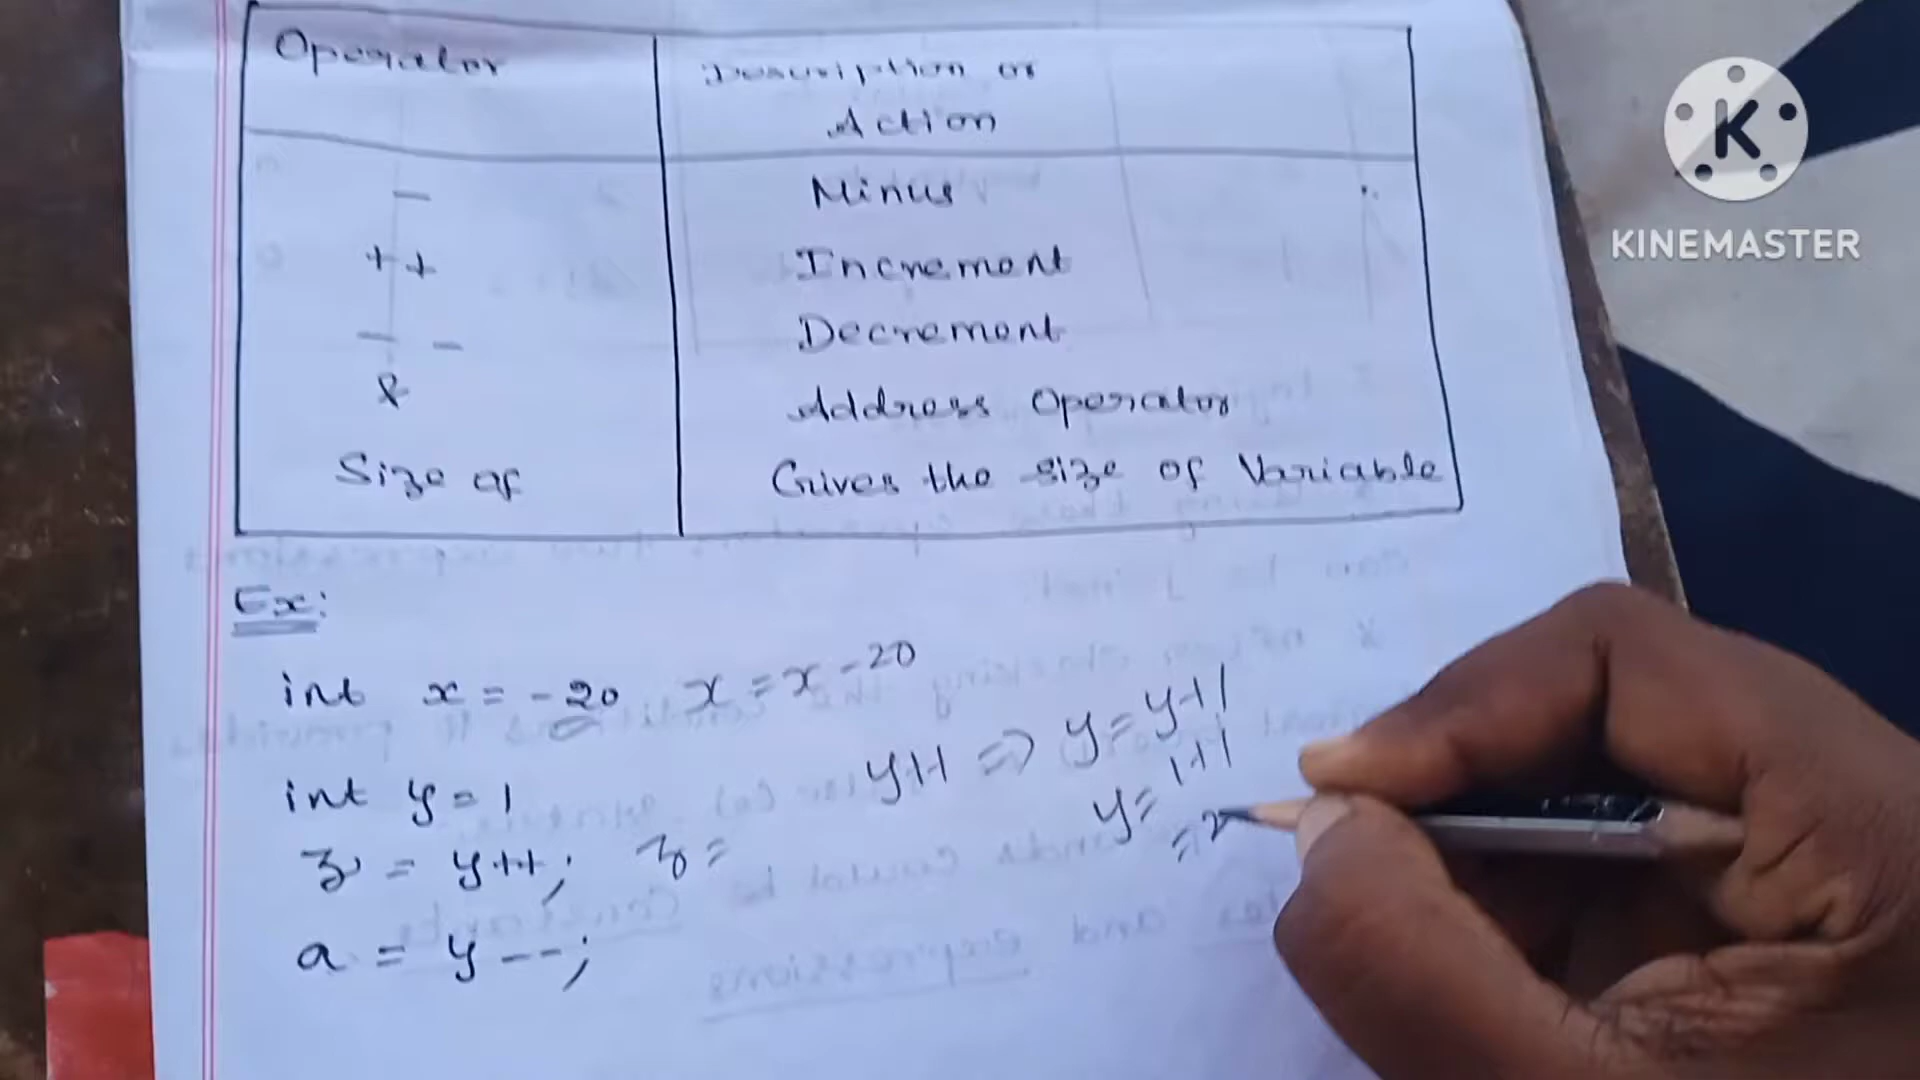 Operator
Description or
Action
-
Minus
++
Increment
- -
Decrement
&
Address Operator
Size of
Gives the size of Variable
Ex:
int x = -20 x = x - 20
y++ => y = y+1
int y = 1
y = 1+1
= 2
z = y++; z =
a = y --;
KINEMASTER